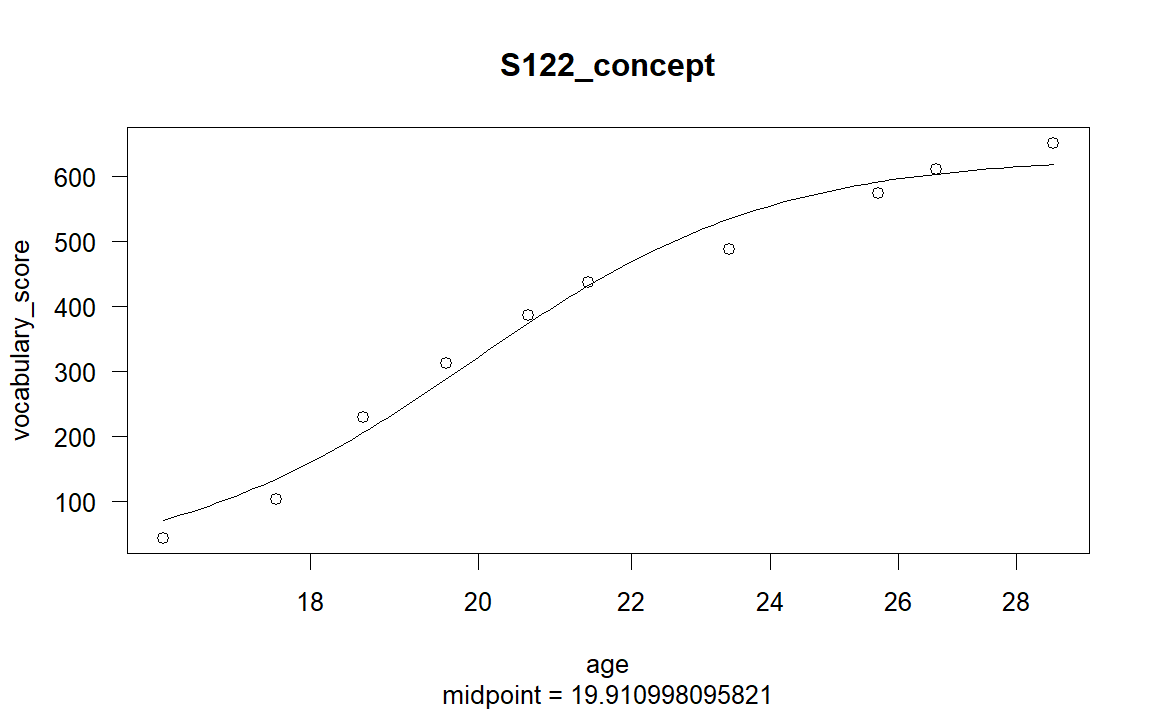 S122_concept
vocabulary_score
600
500
400
300
200
100
18 20 22 24 26 28
age
midpoint = 19.910998095821